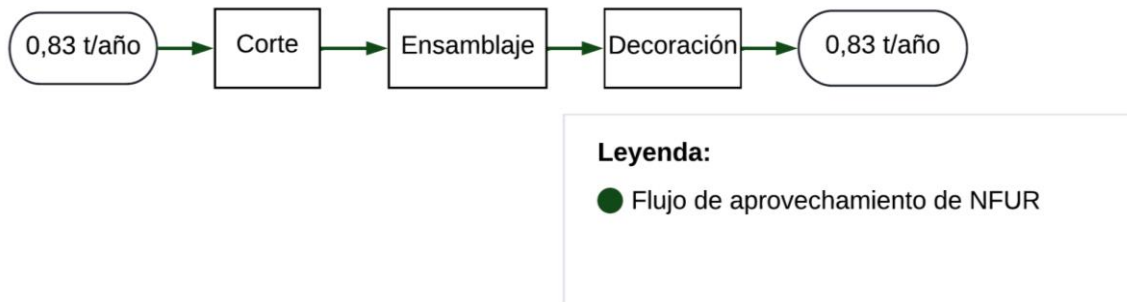 0,83 t/año
Corte
Ensamblaje
Decoración
0,83 t/año
Leyenda:
Flujo de aprovechamiento de NFUR